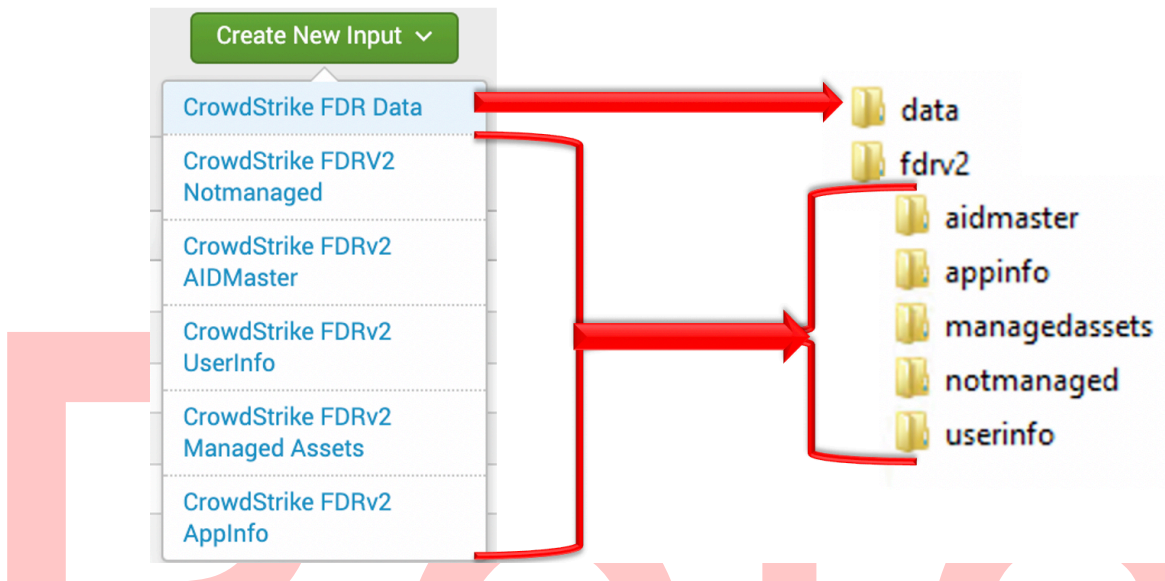 Create New Input
CrowdStrike FDR Data
CrowdStrike FDRV2
Notmanaged
CrowdStrike FDRv2
AIDMaster
CrowdStrike FDRv2
UserInfo
CrowdStrike FDRv2
Managed Assets
CrowdStrike FDRv2
AppInfo
data
fdrv2
aidmaster
appinfo
managedassets
notmanaged
userinfo